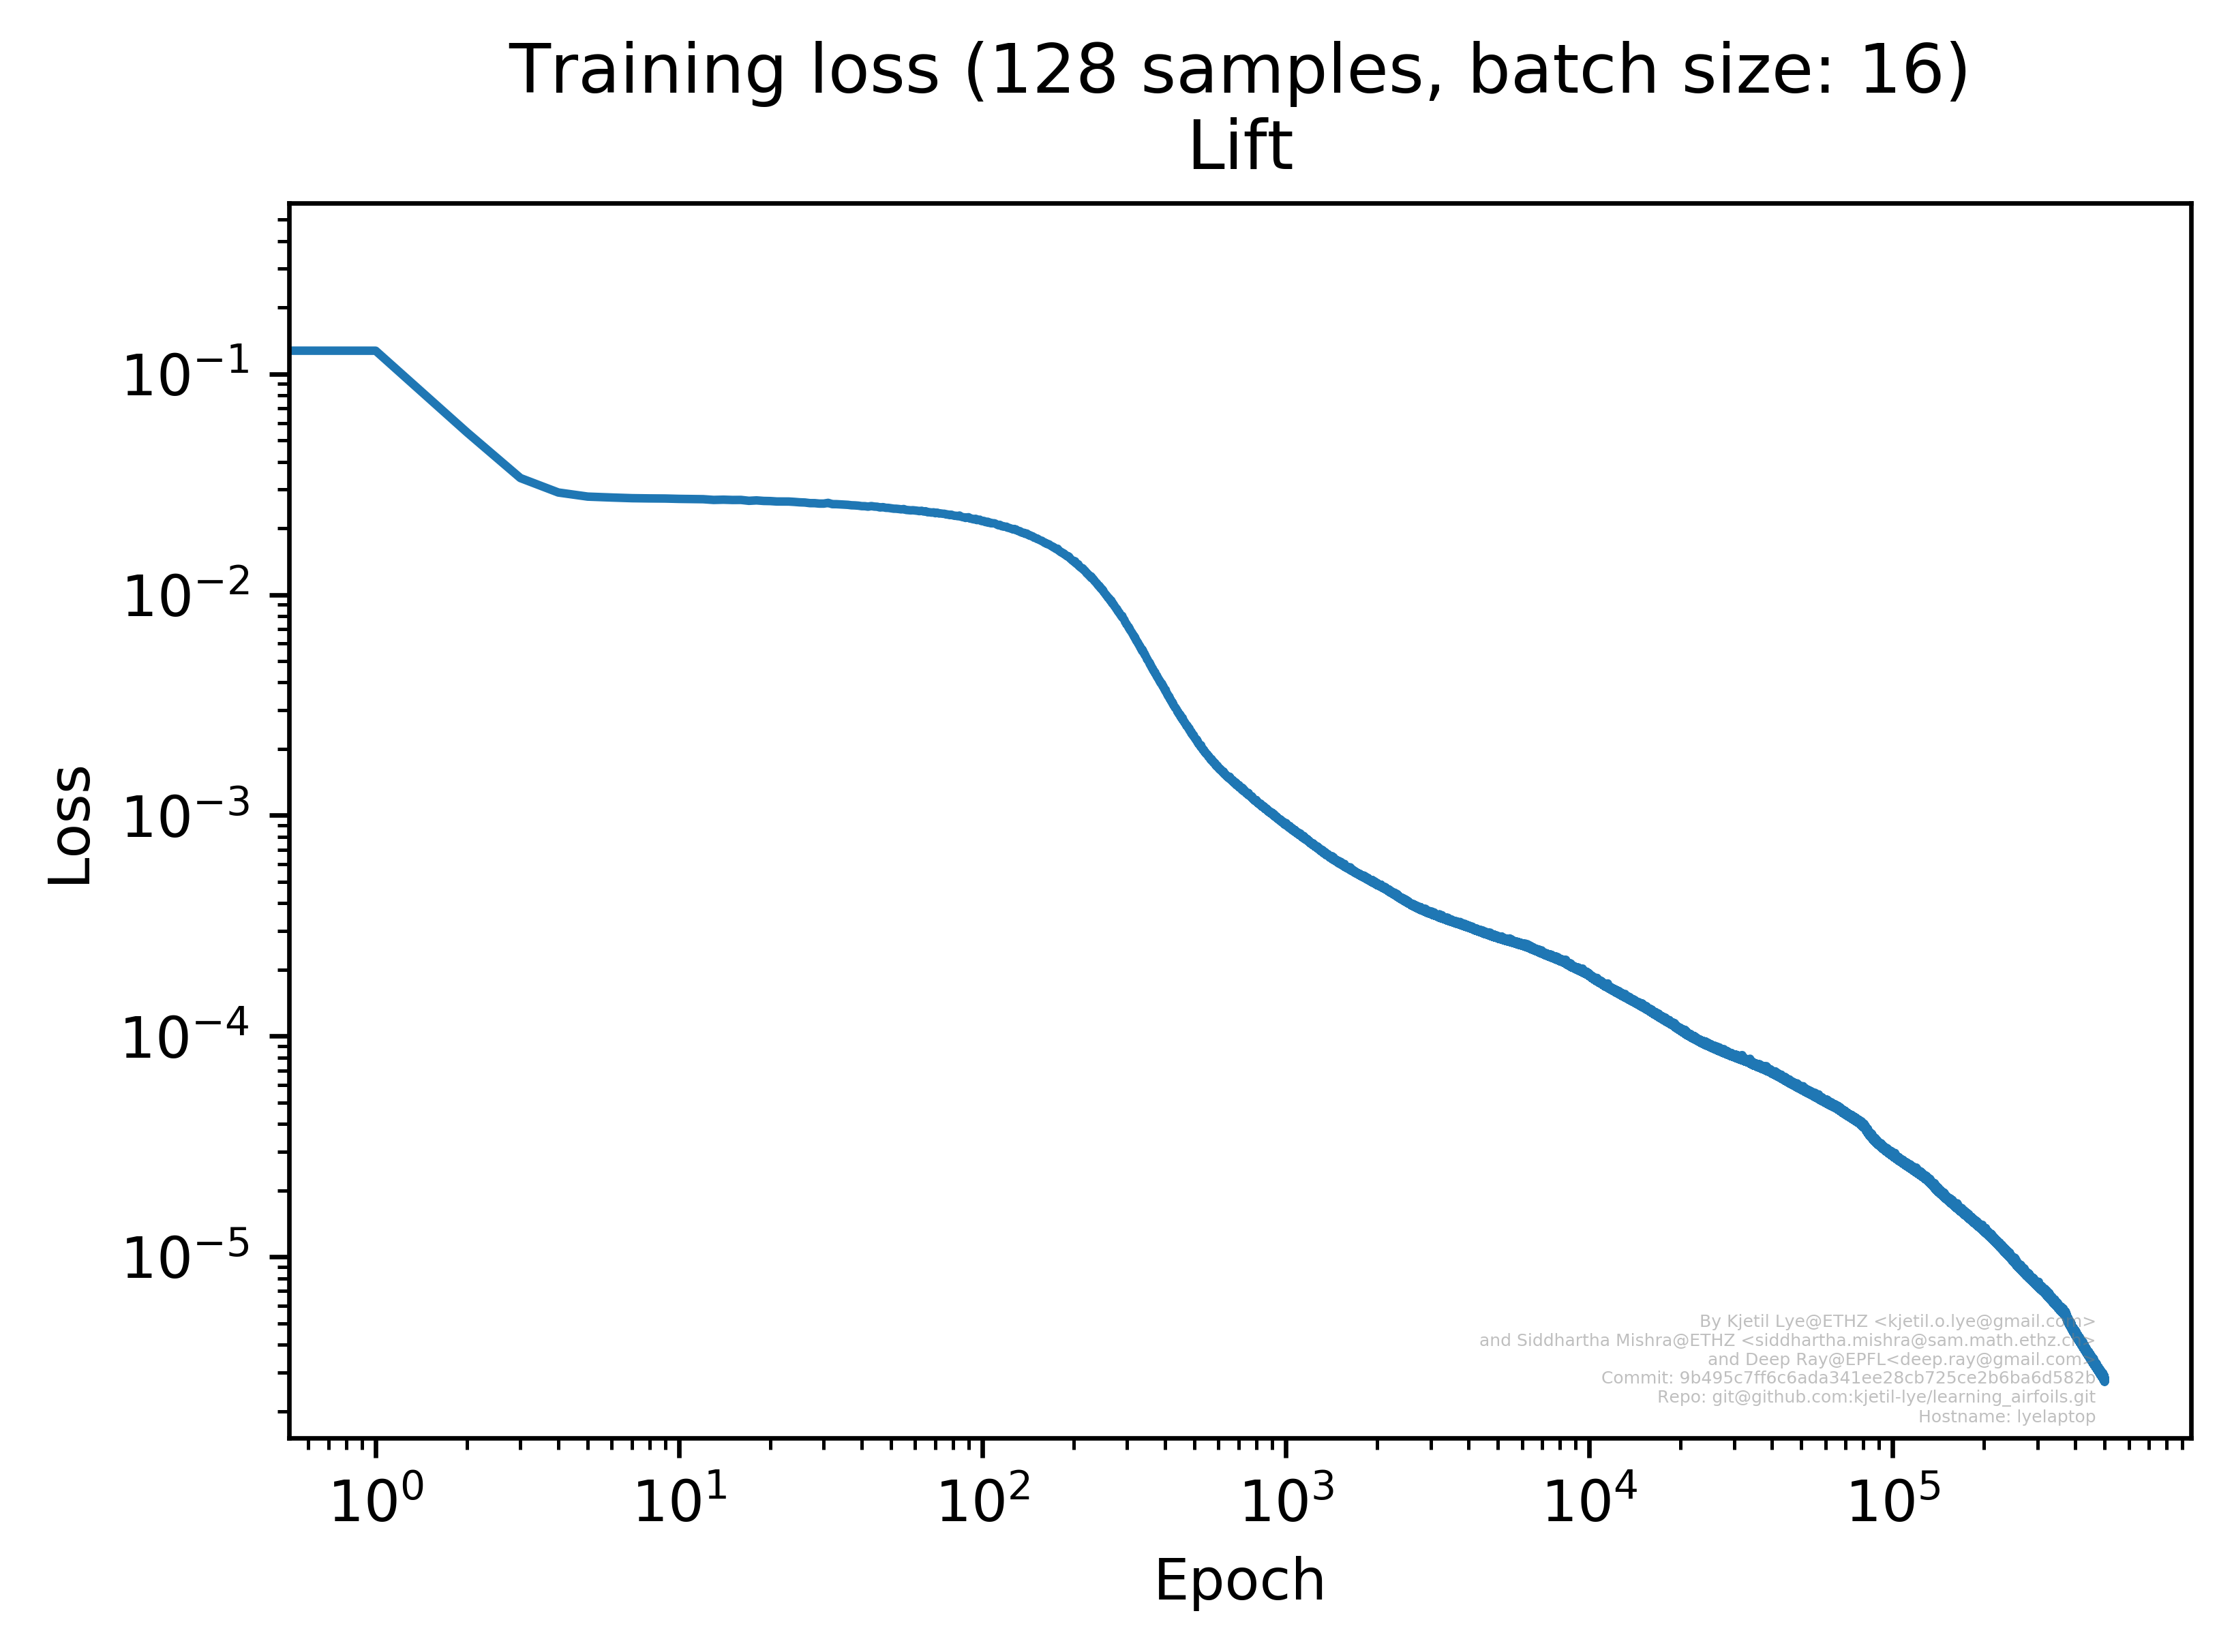 Training loss (128 samples, batch size: 16)
Lift
Loss
10⁻¹
10⁻²
10⁻³
10⁻⁴
10⁻⁵
By Kjetil Lye@ETHZ <kjetil.o.lye@gmail.com>
and Siddhartha Mishra@ETHZ <siddhartha.mishra@sam.math.ethz.ch>
and Deep Ray@EPFL<deep.ray@gmail.com>
Commit: 9b495c7ff6c6ada341ee28cb725ce2b6ba6d582b
Repo: git@github.com:kjetil-lye/learning_airfoils.git
Hostname: lyelaptop
10⁰ 10¹ 10² 10³ 10⁴ 10⁵
Epoch